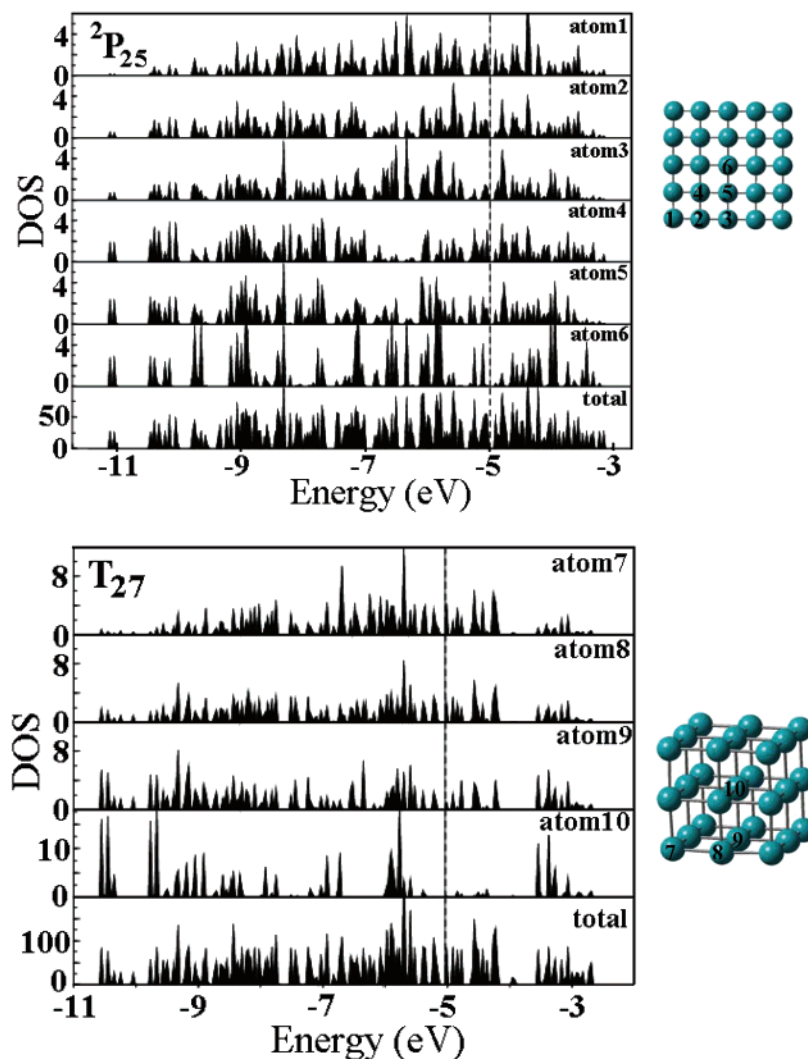 ²P₂₅
DOS
4
0
atom1
4
0
atom2
4
0
atom3
4
0
atom4
4
0
atom5
4
0
atom6
50
0
total
-11 -9 -7 -5 -3
Energy (eV)
6
4 5
1 2 3
T₂₇
DOS
8
0
atom7
8
0
atom8
8
0
atom9
10
0
atom10
100
0
total
-11 -9 -7 -5 -3
Energy (eV)
10
9
7 8